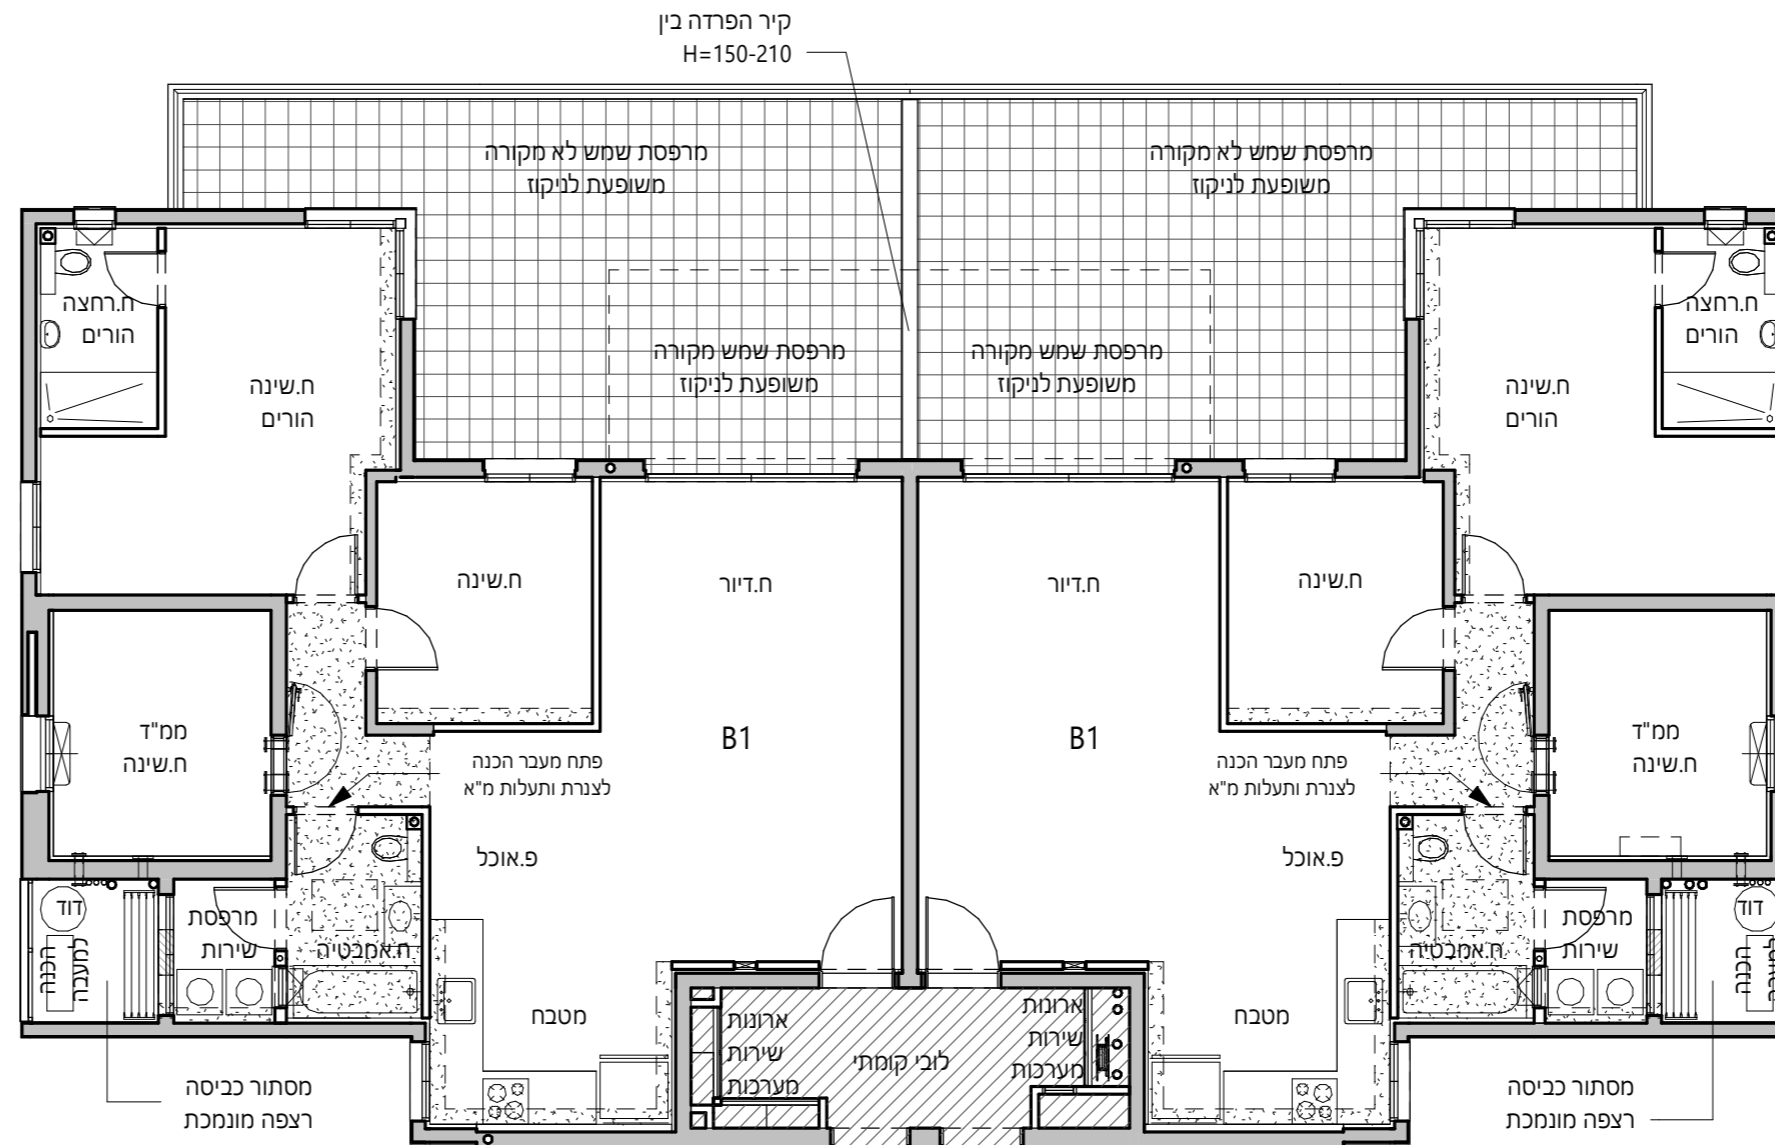 קיר הפרדה בין
H=150-210
מרפסת שמש לא מקורה
משופעת לניקוז
מרפסת שמש לא מקורה
משופעת לניקוז
ח.רחצה
הורים
ח.רחצה
הורים
מרפסת שמש מקורה
משופעת לניקוז
מרפסת שמש מקורה
משופעת לניקוז
ח.שינה
הורים
ח.שינה
הורים
ח.שינה
ח.דיור
ח.דיור
ח.שינה
ממ"ד
ח.שינה
B1
B1
ממ"ד
ח.שינה
פתח מעבר הכנה
לצנרת ותעלות מ"א
פתח מעבר הכנה
לצנרת ותעלות מ"א
פ.אוכל
פ.אוכל
דוד
מרפסת
שירות
ח.אמבטיה
הכנה
למעבה
ח.אמבטיה
מרפסת
שירות
דוד
הכנה
למעבה
מטבח
ארונות
שירות
מערכות
לובי קומתי
ארונות
שירות
מערכות
מטבח
מסתור כביסה
רצפה מונמכת
מסתור כביסה
רצפה מונמכת